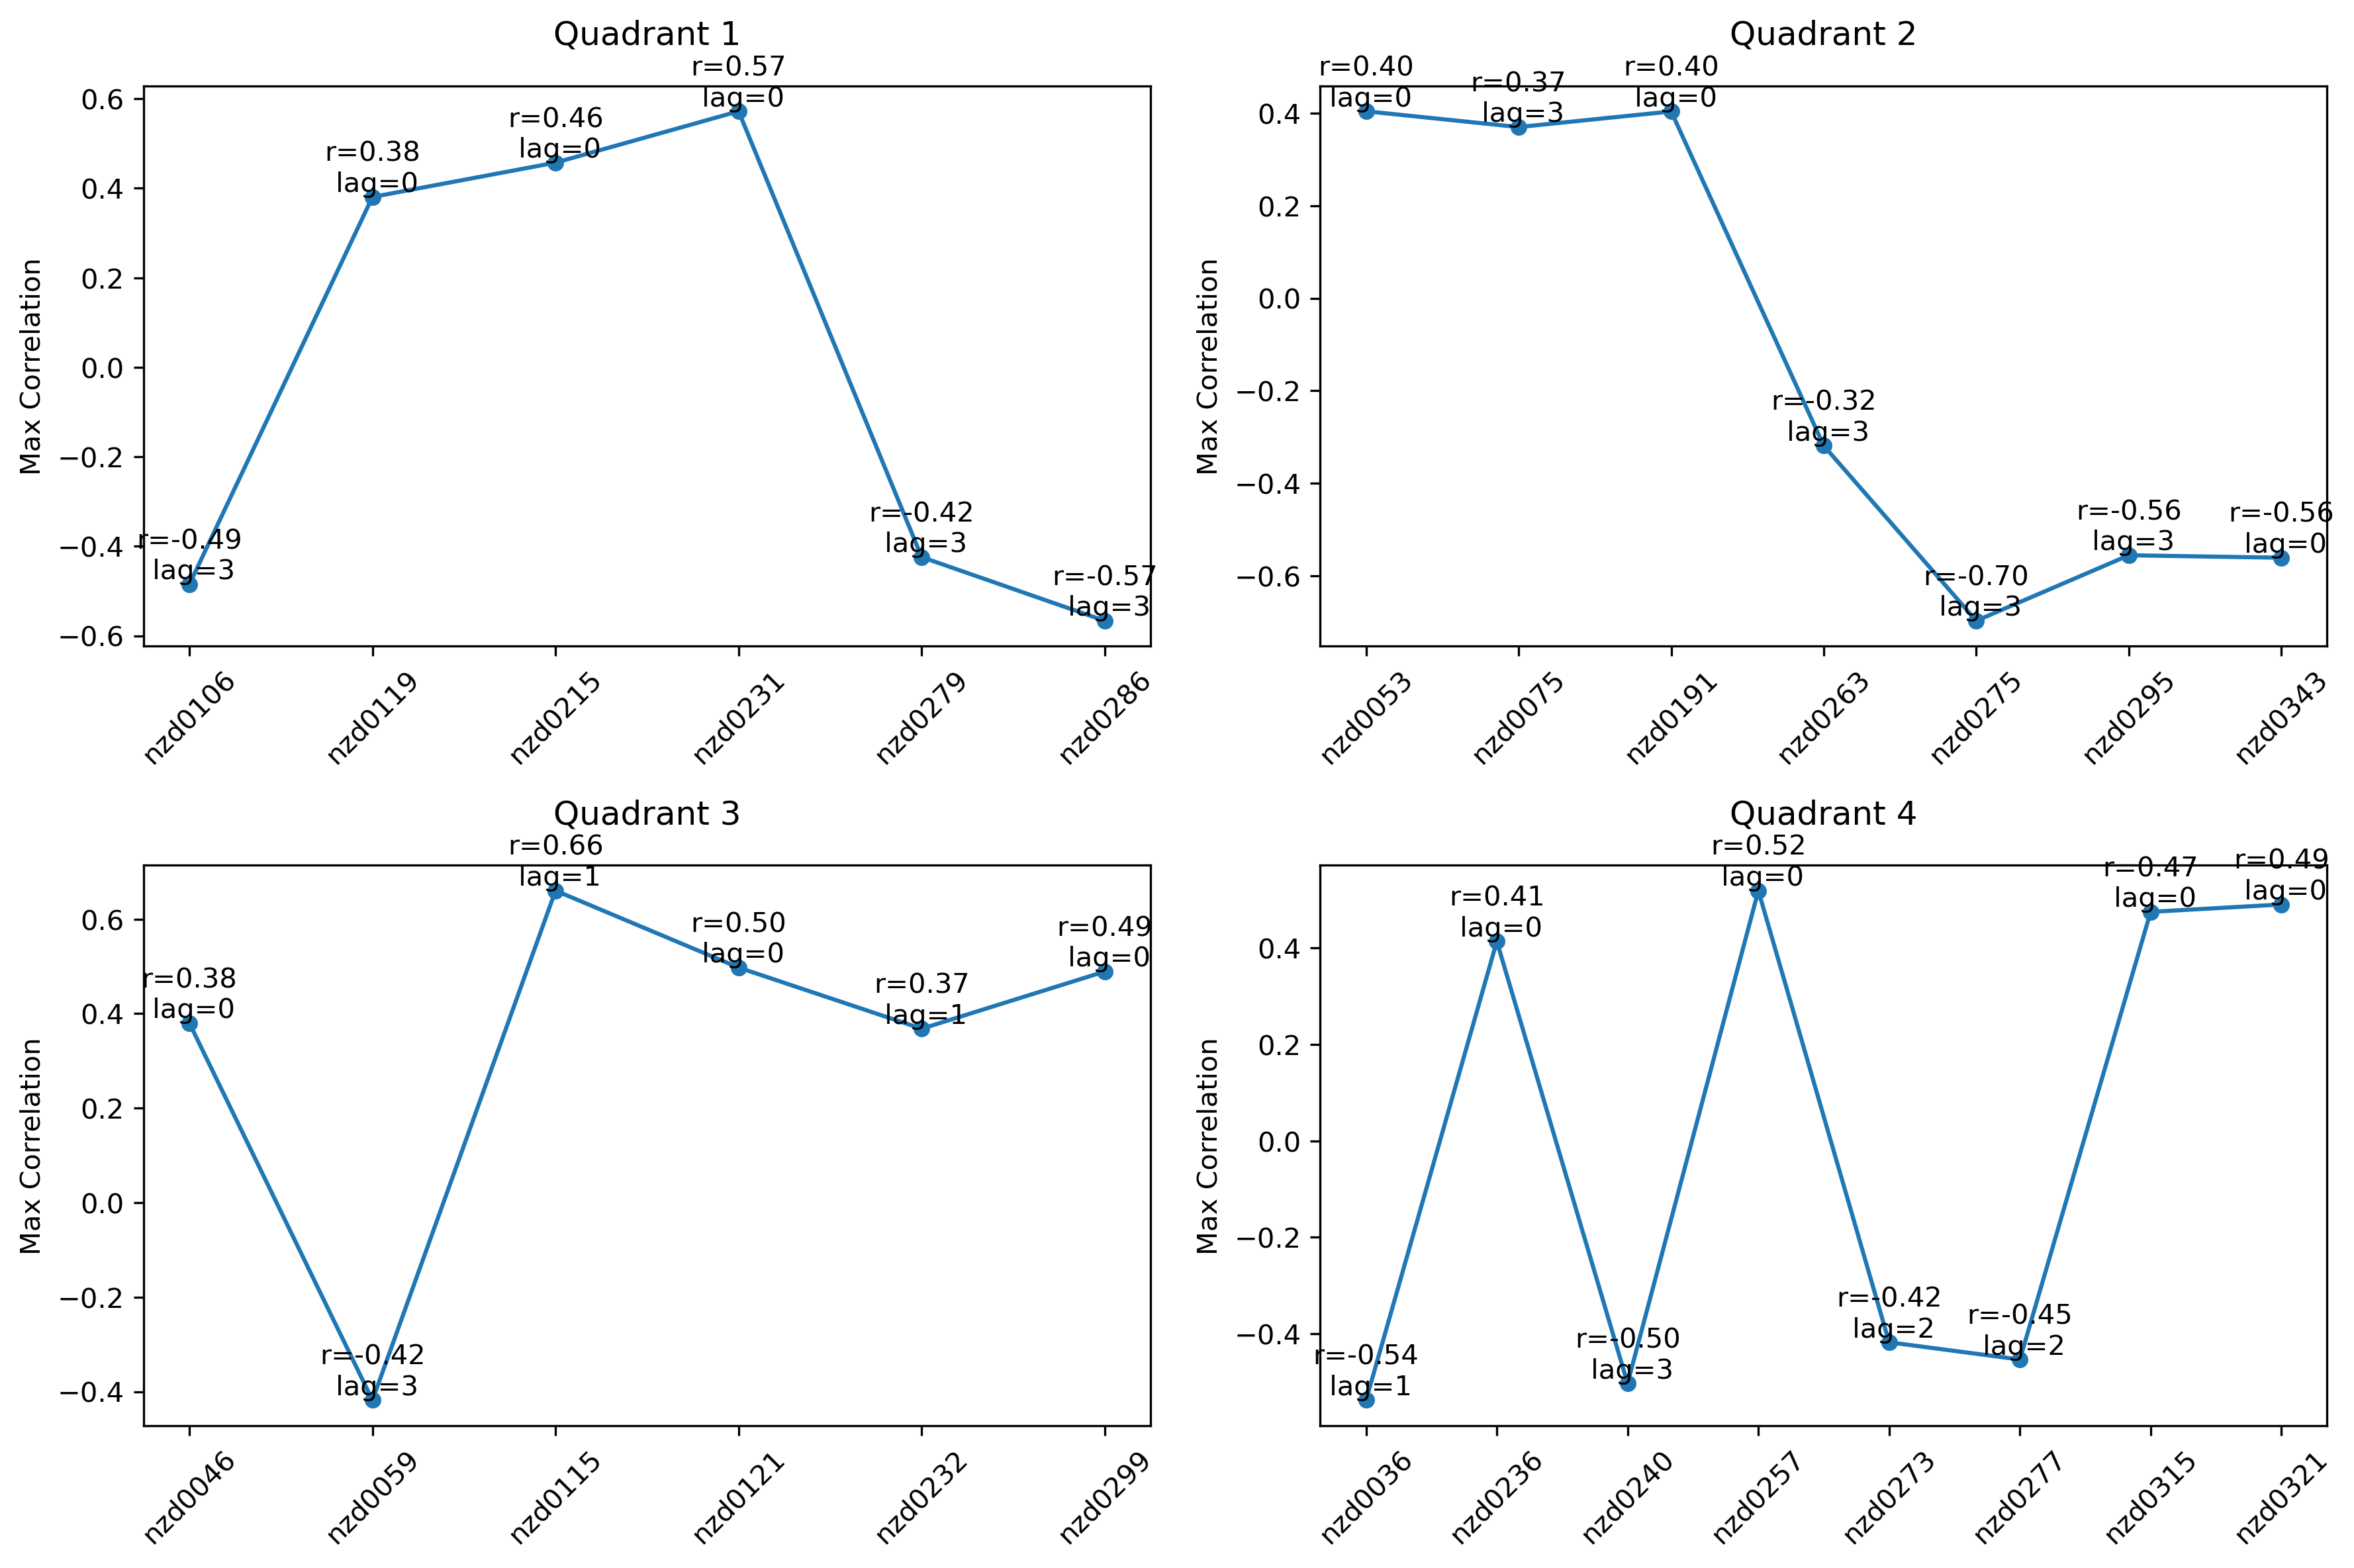 Quadrant 1
Max Correlation
0.6
0.4
0.2
0.0
−0.2
−0.4
−0.6
r=-0.49
lag=3
r=0.38
lag=0
r=0.46
lag=0
r=0.57
lag=0
r=-0.42
lag=3
r=-0.57
lag=3
nzd0106
nzd0119
nzd0215
nzd0231
nzd0279
nzd0286
Quadrant 2
Max Correlation
0.4
0.2
0.0
−0.2
−0.4
−0.6
r=0.40
lag=0
r=0.37
lag=3
r=0.40
lag=0
r=-0.32
lag=3
r=-0.70
lag=3
r=-0.56
lag=3
r=-0.56
lag=0
nzd0053
nzd0075
nzd0191
nzd0263
nzd0275
nzd0295
nzd0343
Quadrant 3
Max Correlation
0.6
0.4
0.2
0.0
−0.2
−0.4
r=0.38
lag=0
r=-0.42
lag=3
r=0.66
lag=1
r=0.50
lag=0
r=0.37
lag=1
r=0.49
lag=0
nzd0046
nzd0059
nzd0115
nzd0121
nzd0232
nzd0299
Quadrant 4
Max Correlation
0.4
0.2
0.0
−0.2
−0.4
r=-0.54
lag=1
r=0.41
lag=0
r=-0.50
lag=3
r=0.52
lag=0
r=-0.42
lag=2
r=-0.45
lag=2
r=0.47
lag=0
r=0.49
lag=0
nzd0036
nzd0236
nzd0240
nzd0257
nzd0273
nzd0277
nzd0315
nzd0321